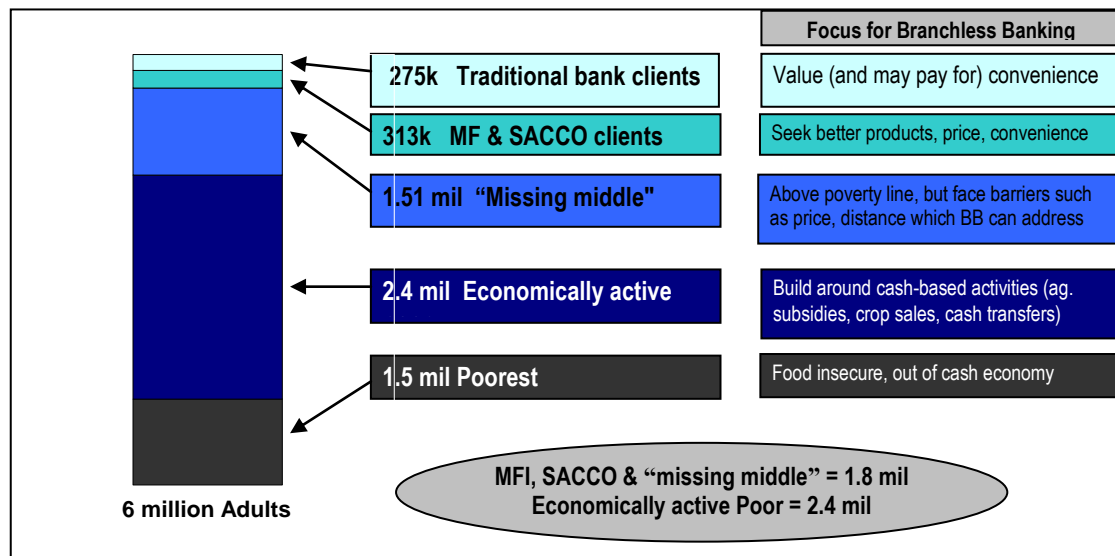 Focus for Branchless Banking
275k Traditional bank clients
Value (and may pay for) convenience
313k MF & SACCO clients
Seek better products, price, convenience
1.51 mil “Missing middle"
Above poverty line, but face barriers such
as price, distance which BB can address
2.4 mil Economically active
Build around cash-based activities (ag.
subsidies, crop sales, cash transfers)
1.5 mil Poorest
Food insecure, out of cash economy
MFI, SACCO & “missing middle” = 1.8 mil
Economically active Poor = 2.4 mil
6 million Adults